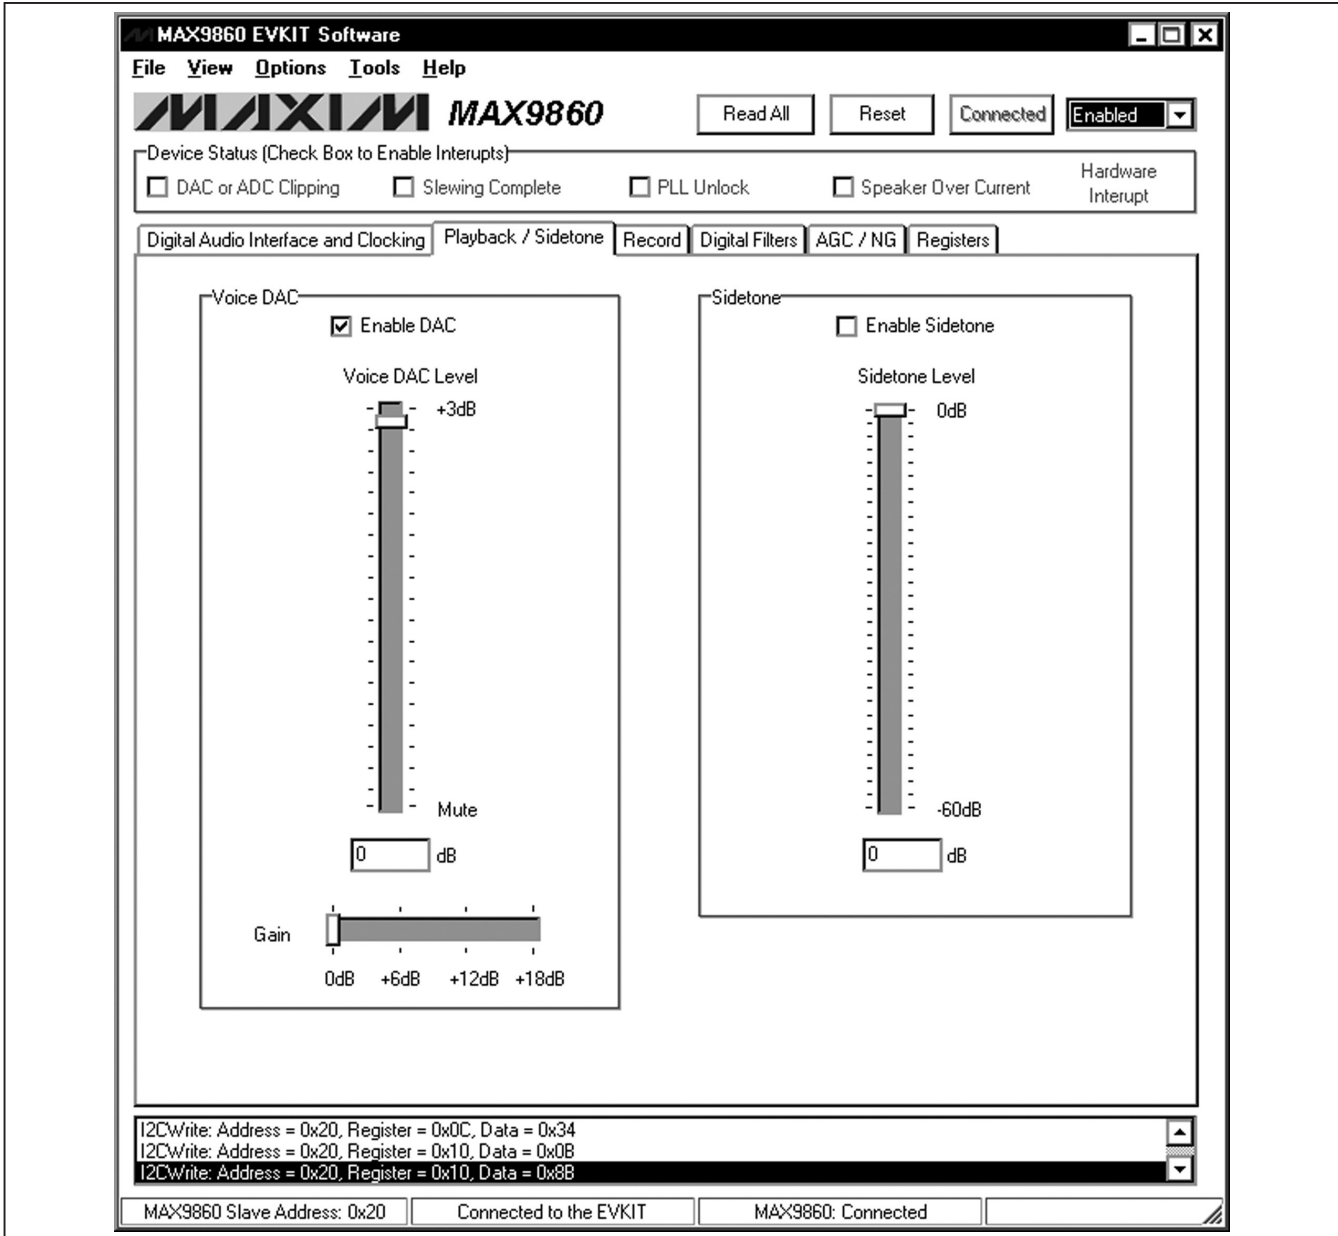 MAX9860 EVKIT Software
File View Options Tools Help
MAXIM MAX9860 Read All Reset Connected Enabled
Device Status (Check Box to Enable Interupts)
DAC or ADC Clipping Slewing Complete PLL Unlock Speaker Over Current Hardware Interupt
Digital Audio Interface and Clocking Playback / Sidetone Record Digital Filters AGC / NG Registers
Voice DAC
Enable DAC
Voice DAC Level
+3dB
Mute
0 dB
Gain
0dB +6dB +12dB +18dB
Sidetone
Enable Sidetone
Sidetone Level
0dB
-60dB
0 dB
I2CWrite: Address = 0x20, Register = 0x0C, Data = 0x34
I2CWrite: Address = 0x20, Register = 0x10, Data = 0x0B
I2CWrite: Address = 0x20, Register = 0x10, Data = 0x8B
MAX9860 Slave Address: 0x20 Connected to the EVKIT MAX9860: Connected